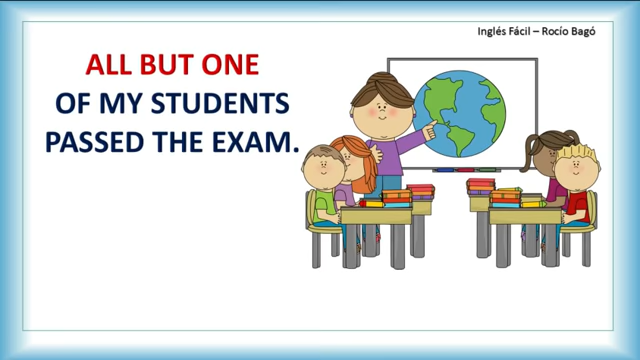 Inglés Fácil – Rocío Bagó
ALL BUT ONE
OF MY STUDENTS
PASSED THE EXAM.